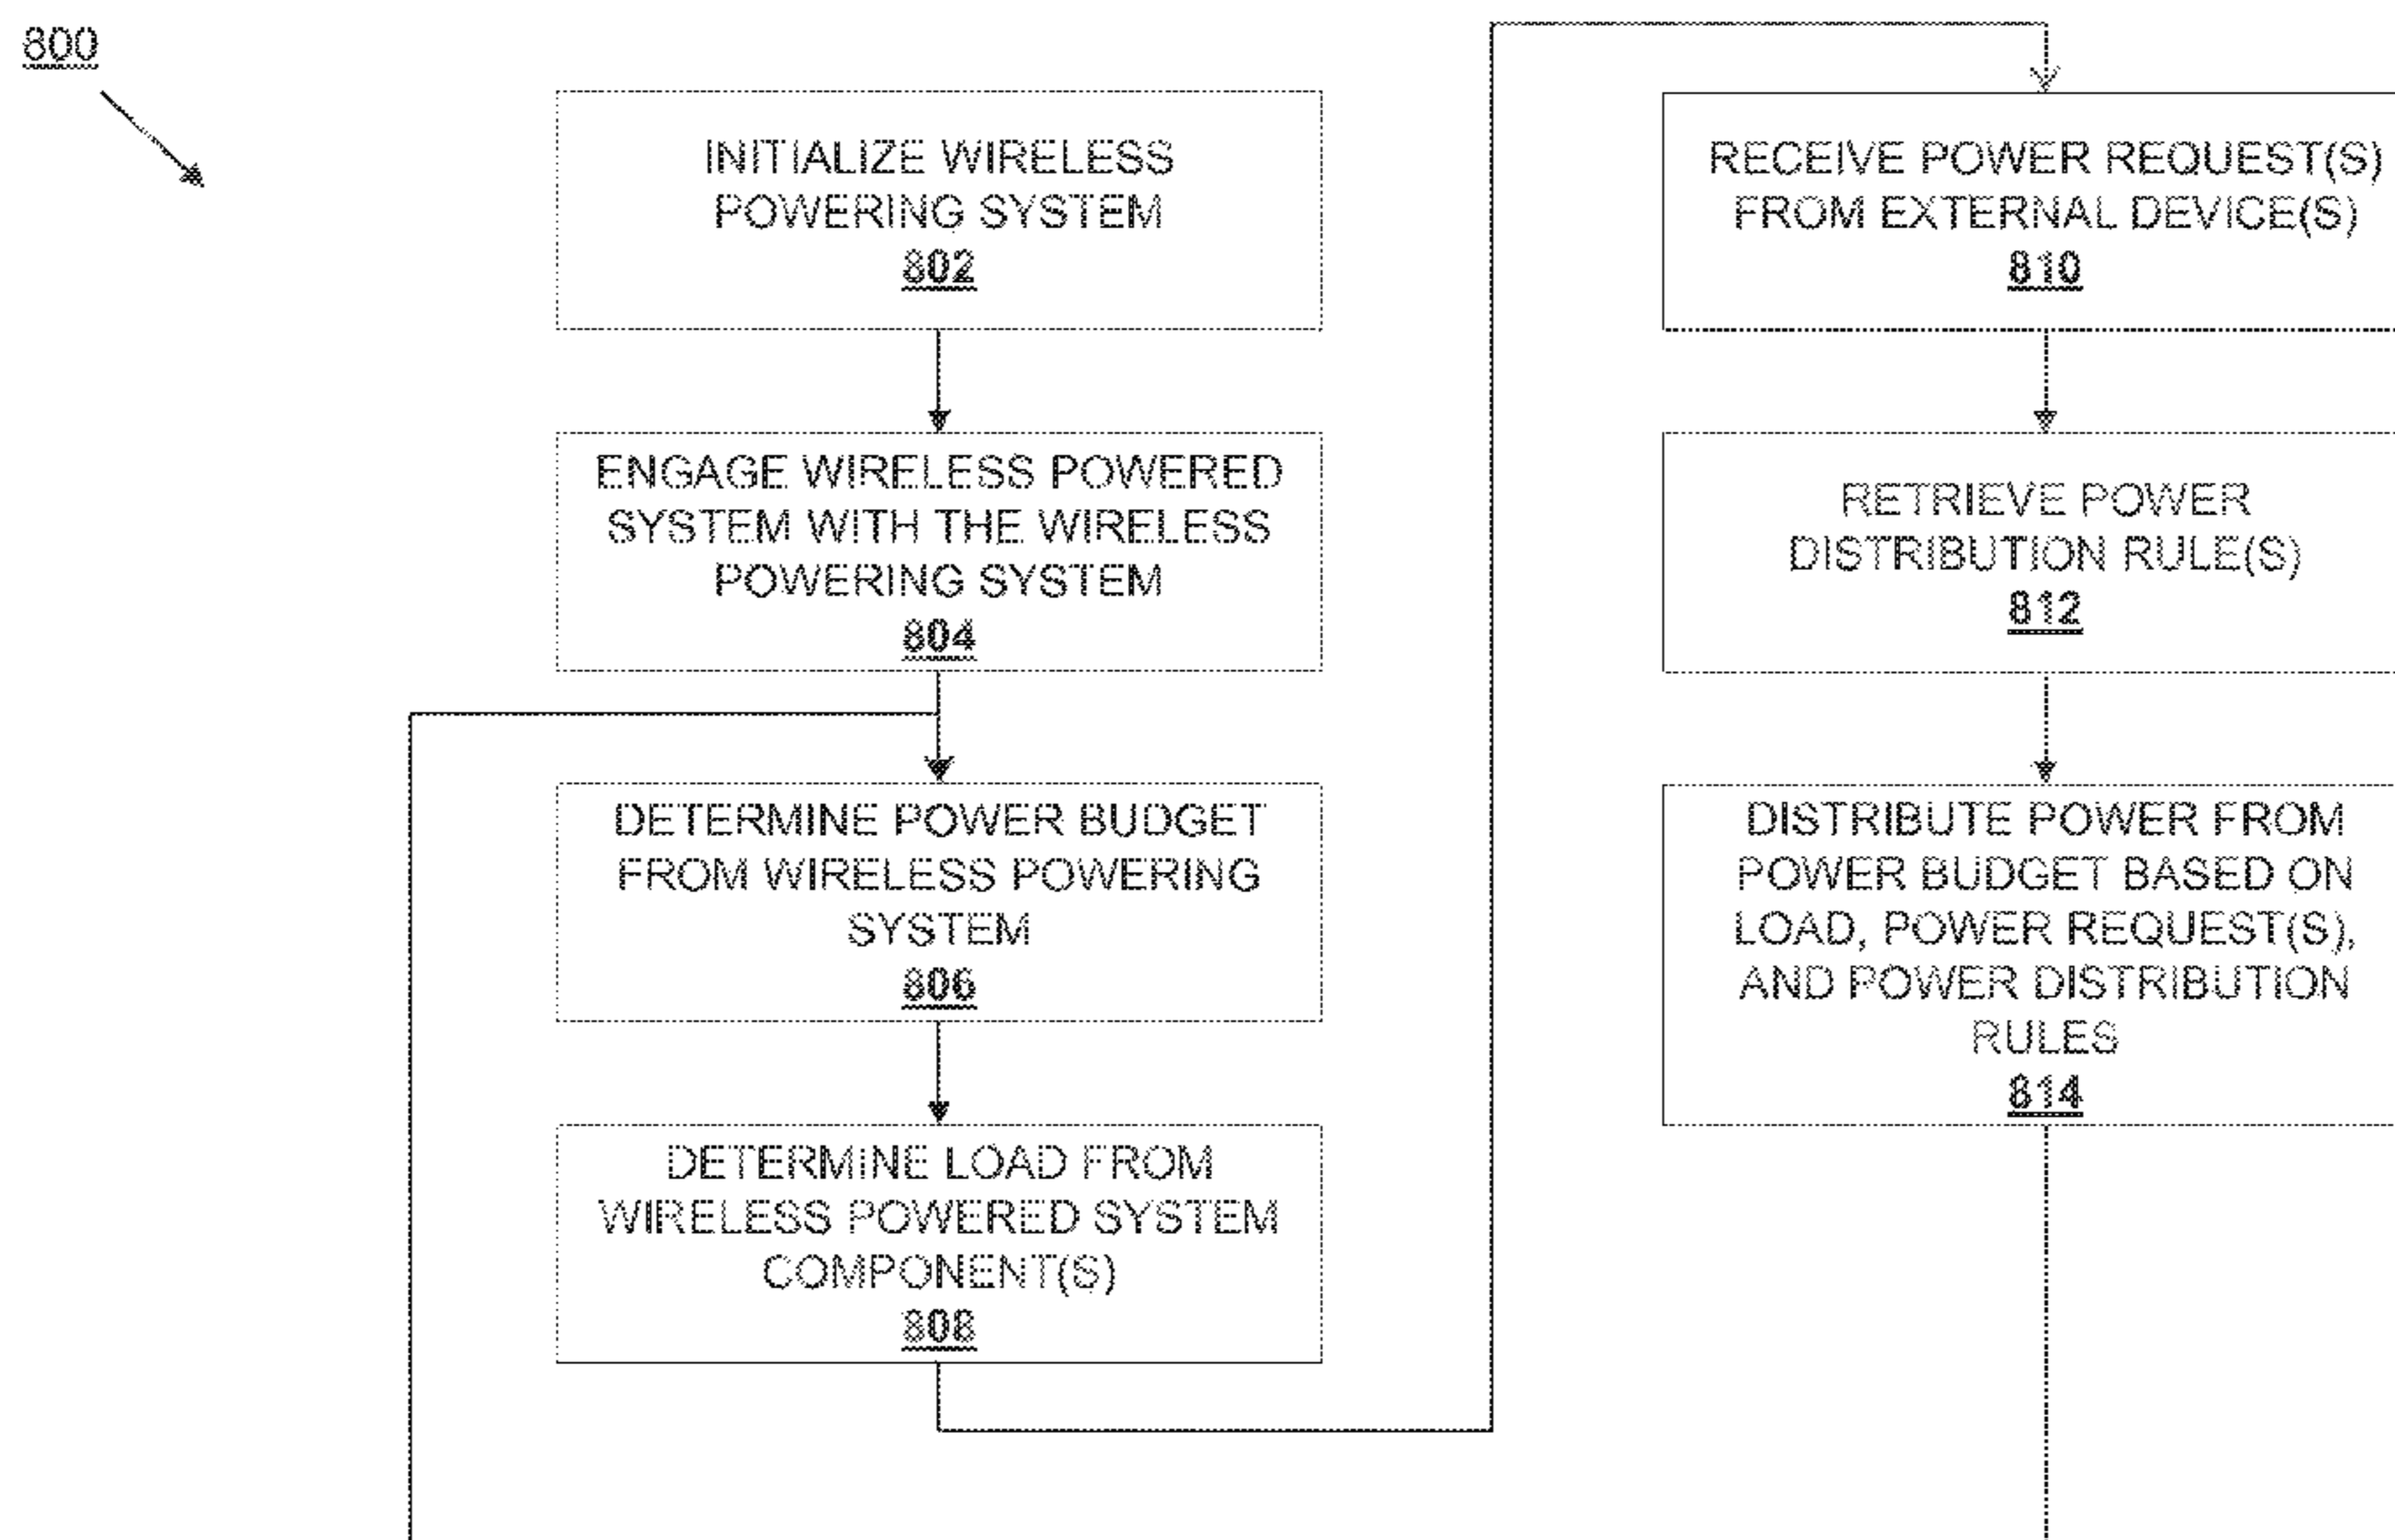 800
INITIALIZE WIRELESS
POWERING SYSTEM
802
ENGAGE WIRELESS POWERED
SYSTEM WITH THE WIRELESS
POWERING SYSTEM
804
DETERMINE POWER BUDGET
FROM WIRELESS POWERING
SYSTEM
806
DETERMINE LOAD FROM
WIRELESS POWERED SYSTEM
COMPONENT(S)
808
RECEIVE POWER REQUEST(S)
FROM EXTERNAL DEVICE(S)
810
RETRIEVE POWER
DISTRIBUTION RULE(S)
812
DISTRIBUTE POWER FROM
POWER BUDGET BASED ON
LOAD, POWER REQUEST(S),
AND POWER DISTRIBUTION
RULES
814